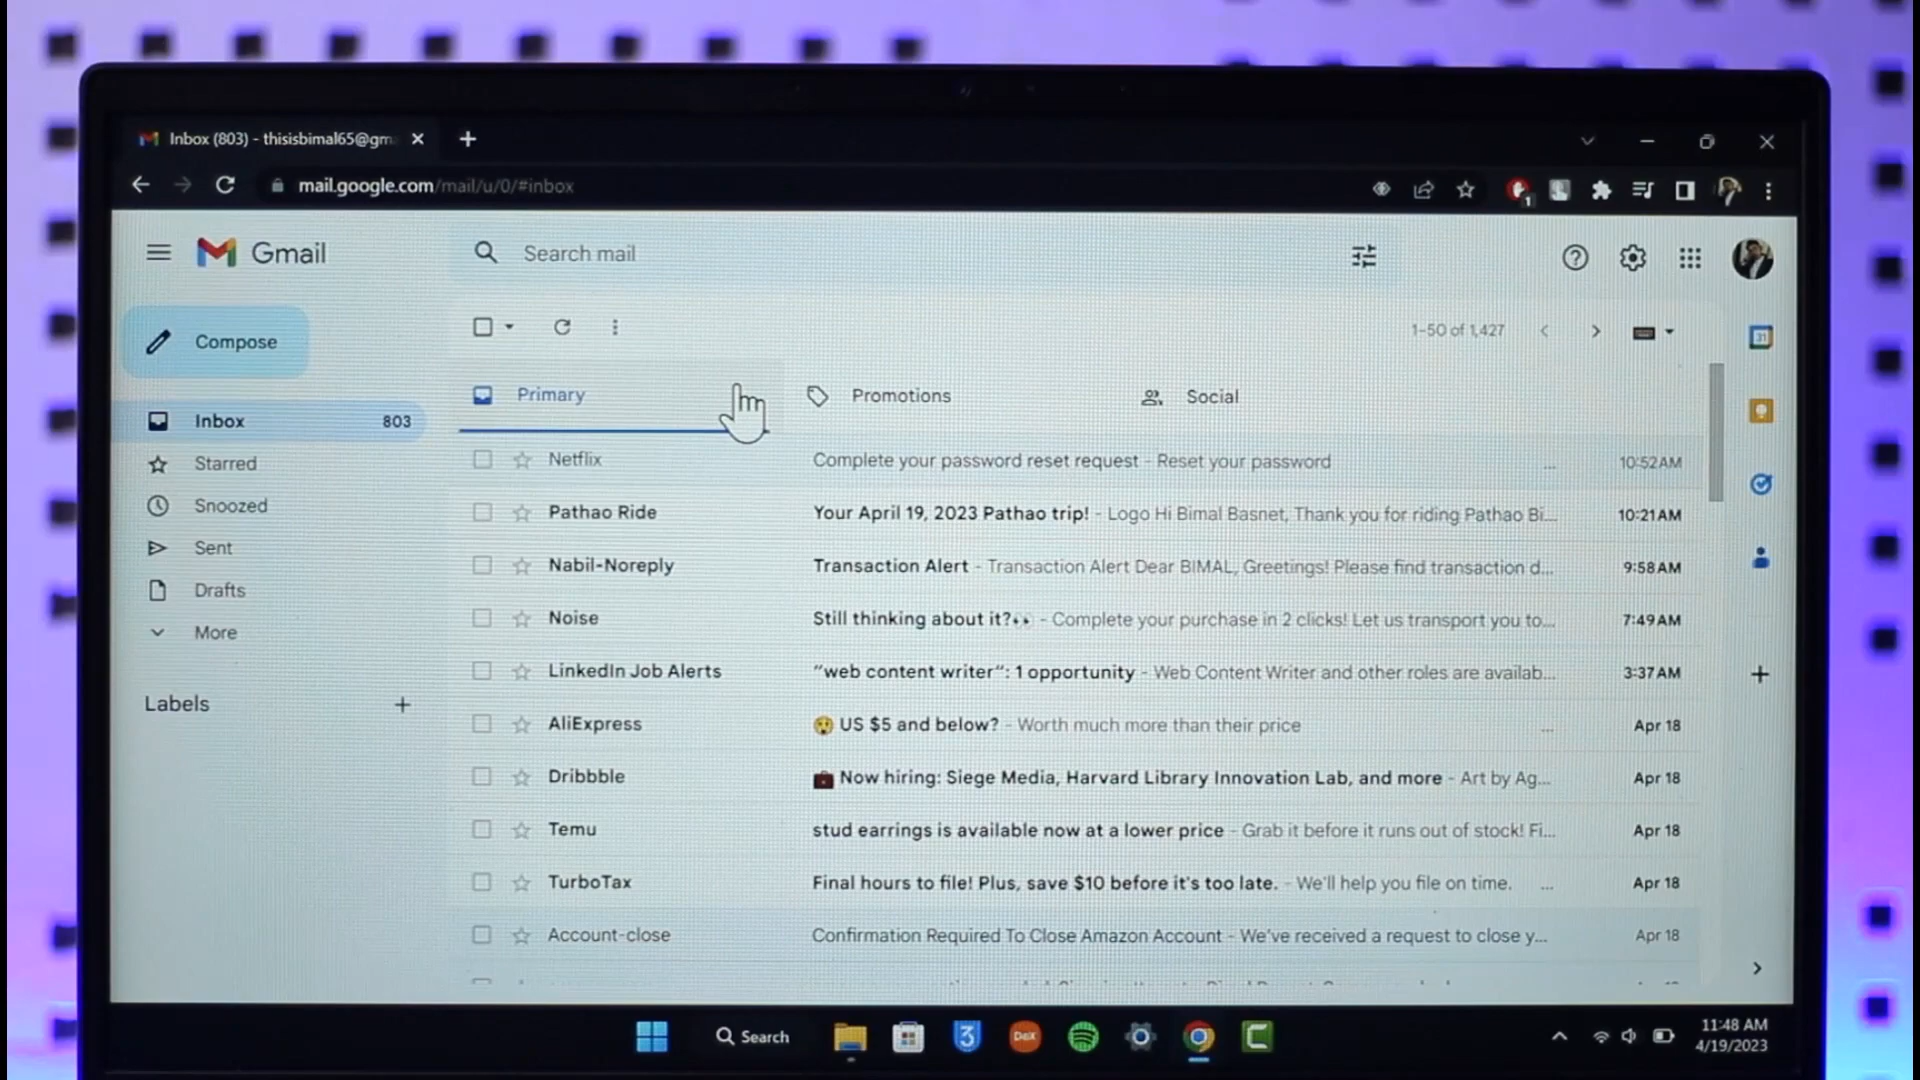 Inbox (803) - thisisbimal65@gm
mail.google.com/mail/u/0/#inbox
1
Gmail
Search mail
Compose
1-50 of 1,427
31
Primary
Promotions
Social
Inbox 803
Starred
Snoozed
Sent
Drafts
More
Labels
Netflix Complete your password reset request - Reset your password ... 10:52 AM
Pathao Ride Your April 19, 2023 Pathao trip! - Logo Hi Bimal Basnet, Thank you for riding Pathao Bi... 10:21 AM
Nabil-Noreply Transaction Alert - Transaction Alert Dear BIMAL, Greetings! Please find transaction d... 9:58 AM
Noise Still thinking about it?👀 - Complete your purchase in 2 clicks! Let us transport you to... 7:49 AM
LinkedIn Job Alerts “web content writer“: 1 opportunity - Web Content Writer and other roles are availab... 3:37 AM
AliExpress 😲 US $5 and below? - Worth much more than their price ... Apr 18
Dribbble 💼 Now hiring: Siege Media, Harvard Library Innovation Lab, and more - Art by Ag... Apr 18
Temu stud earrings is available now at a lower price - Grab it before it runs out of stock! Fi... Apr 18
TurboTax Final hours to file! Plus, save $10 before it's too late. - We'll help you file on time. ... Apr 18
Account-close Confirmation Required To Close Amazon Account - We've received a request to close y... Apr 18
Search
3
DeX
11:48 AM
4/19/2023